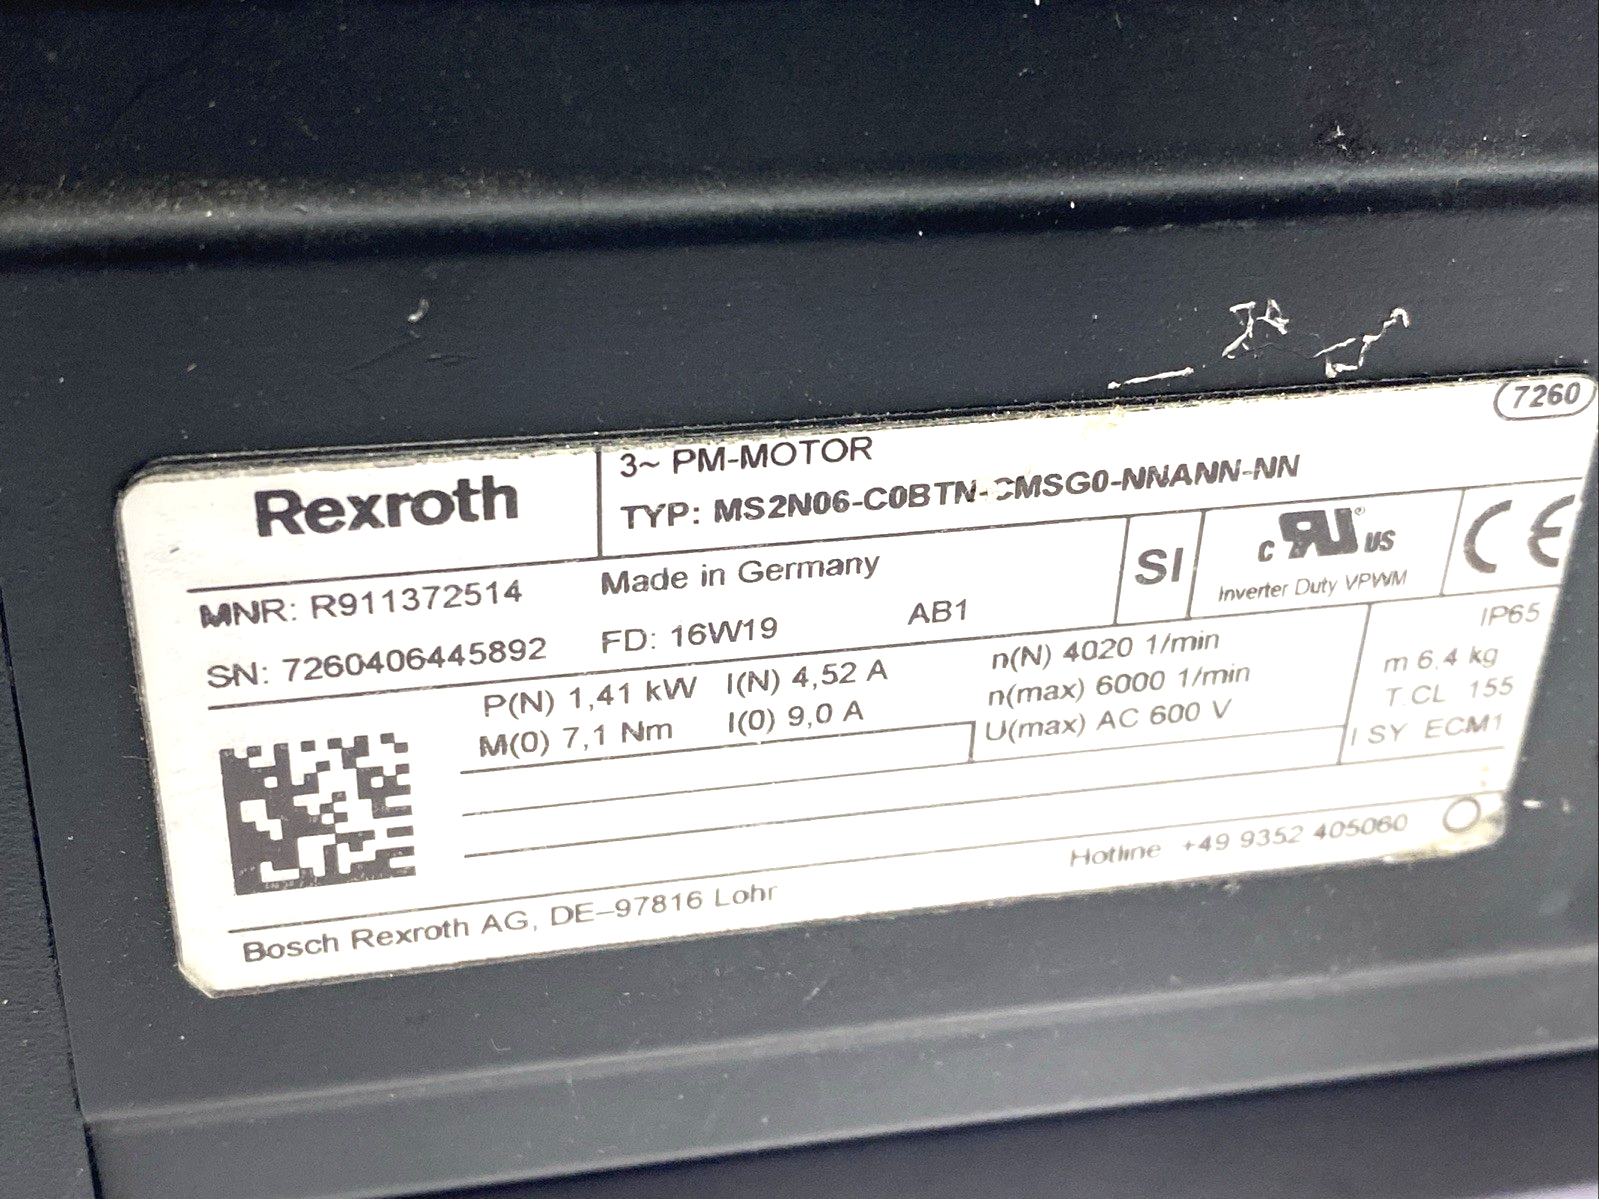 7260
Rexroth
3~ PM-MOTOR
TYP: MS2N06-C0BTN-CMSG0-NNANN-NN
MNR: R911372514
Made in Germany
SI
c RU ® US
Inverter Duty VPWM
CE
SN: 7260406445892
FD: 16W19
AB1
P(N) 1,41 kW I(N) 4,52 A n(N) 4020 1/min
M(0) 7,1 Nm I(0) 9,0 A n(max) 6000 1/min
U(max) AC 600 V
IP65
m 6.4 kg
T.CL 155
I SY ECM1
Bosch Rexroth AG, DE-97816 Lohr
Hotline +49 9352 405060